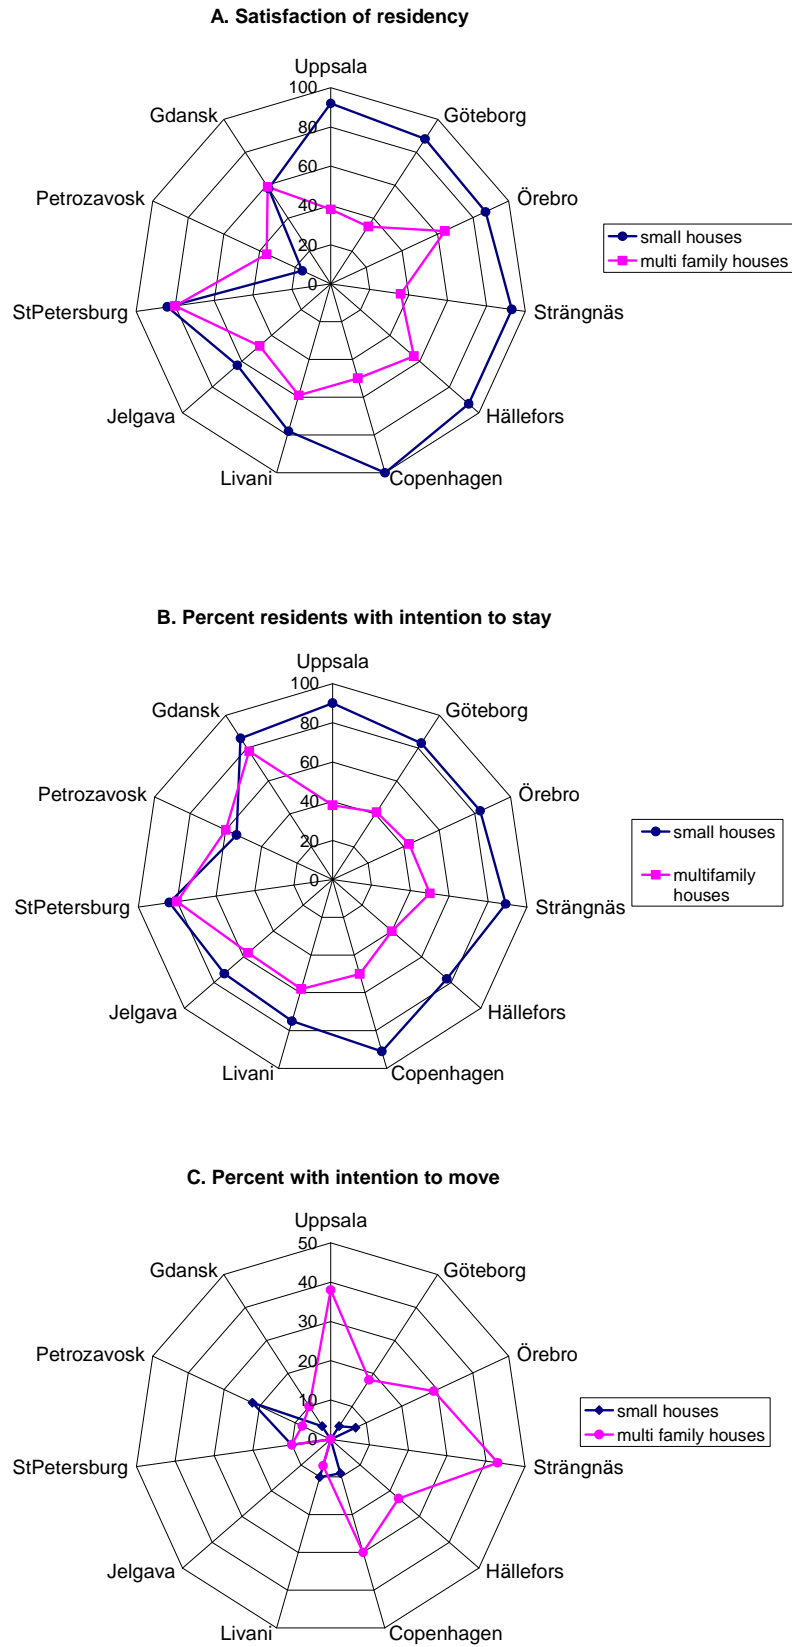 A. Satisfaction of residency
Uppsala
100
Gdansk
Göteborg
80
60
Petrozavosk
Örebro
40
20
small houses
multi family houses
0
StPetersburg
Strängnäs
Jelgava
Hällefors
Livani
Copenhagen
B. Percent residents with intention to stay
Uppsala
100
Gdansk
Göteborg
80
60
Petrozavosk
Örebro
40
20
small houses
multifamily
houses
0
StPetersburg
Strängnäs
Jelgava
Hällefors
Livani
Copenhagen
C. Percent with intention to move
Uppsala
50
Gdansk
Göteborg
40
30
Petrozavosk
Örebro
20
10
small houses
multi family houses
0
StPetersburg
Strängnäs
Jelgava
Hällefors
Livani
Copenhagen